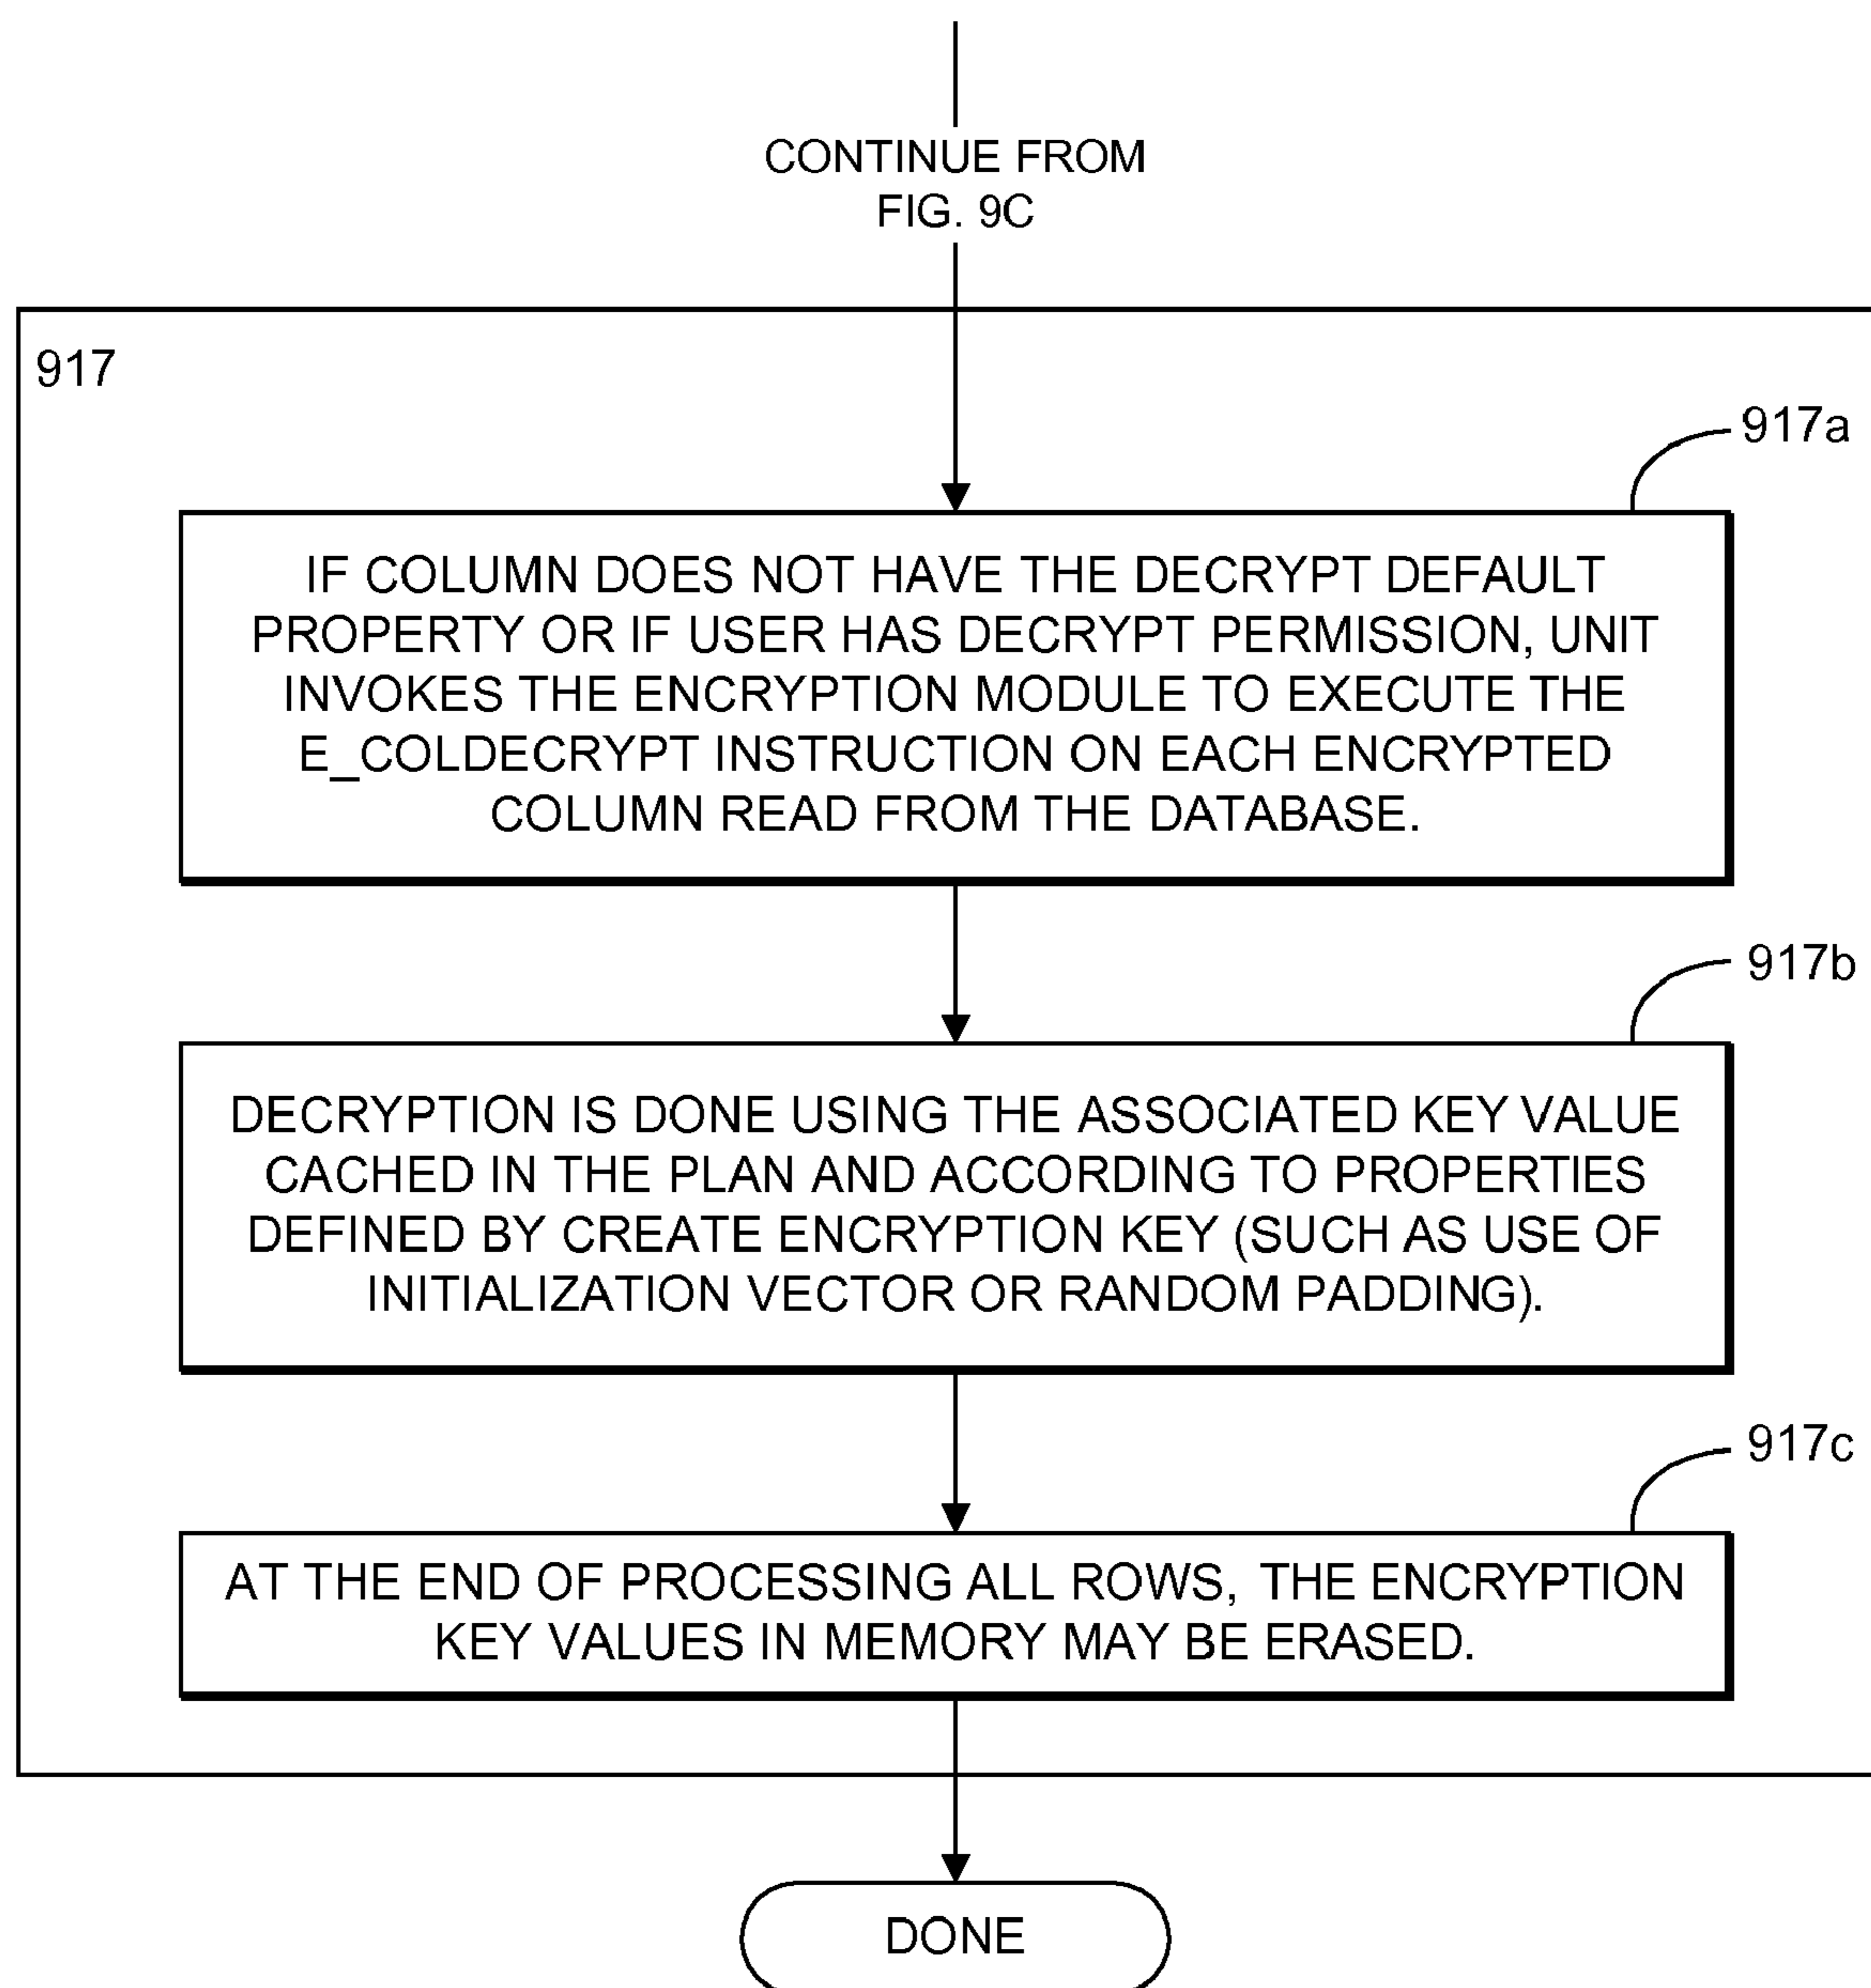 CONTINUE FROM
FIG. 9C
917
917a
IF COLUMN DOES NOT HAVE THE DECRYPT DEFAULT
PROPERTY OR IF USER HAS DECRYPT PERMISSION, UNIT
INVOKES THE ENCRYPTION MODULE TO EXECUTE THE
E_COLDECRYPT INSTRUCTION ON EACH ENCRYPTED
COLUMN READ FROM THE DATABASE.
917b
DECRYPTION IS DONE USING THE ASSOCIATED KEY VALUE
CACHED IN THE PLAN AND ACCORDING TO PROPERTIES
DEFINED BY CREATE ENCRYPTION KEY (SUCH AS USE OF
INITIALIZATION VECTOR OR RANDOM PADDING).
917c
AT THE END OF PROCESSING ALL ROWS, THE ENCRYPTION
KEY VALUES IN MEMORY MAY BE ERASED.
DONE